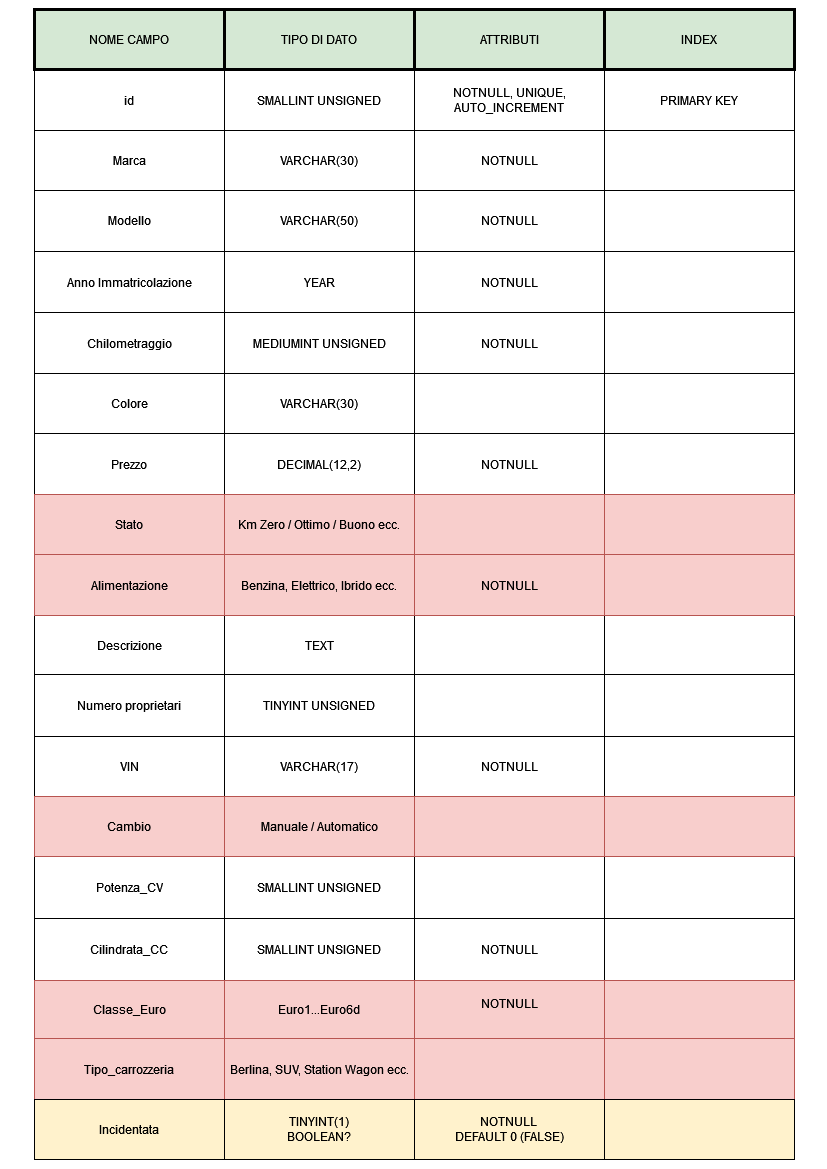 NOME CAMPO TIPO DI DATO ATTRIBUTI INDEX
id SMALLINT UNSIGNED NOTNULL, UNIQUE,
AUTO_INCREMENT PRIMARY KEY
Marca VARCHAR(30) NOTNULL
Modello VARCHAR(50) NOTNULL
Anno Immatricolazione YEAR NOTNULL
Chilometraggio MEDIUMINT UNSIGNED NOTNULL
Colore VARCHAR(30)
Prezzo DECIMAL(12,2) NOTNULL
Stato Km Zero / Ottimo / Buono ecc.
Alimentazione Benzina, Elettrico, Ibrido ecc. NOTNULL
Descrizione TEXT
Numero proprietari TINYINT UNSIGNED
VIN VARCHAR(17) NOTNULL
Cambio Manuale / Automatico
Potenza_CV SMALLINT UNSIGNED
Cilindrata_CC SMALLINT UNSIGNED NOTNULL
Classe_Euro Euro1...Euro6d NOTNULL
Tipo_carrozzeria Berlina, SUV, Station Wagon ecc.
Incidentata TINYINT(1)
BOOLEAN? NOTNULL
DEFAULT 0 (FALSE)